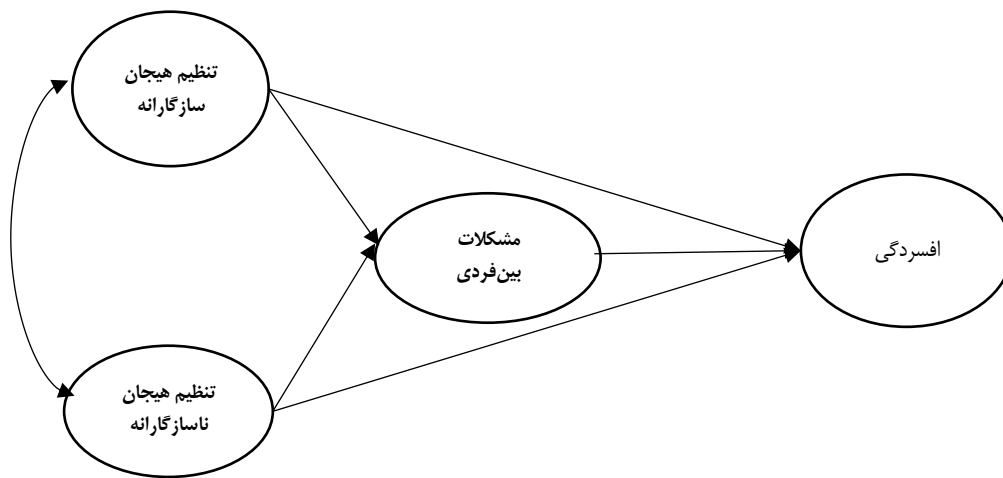 تنظیم هیجان
سازگارانه
مشکلات
بین‌فردی
افسردگی
تنظیم هیجان
ناسازگارانه